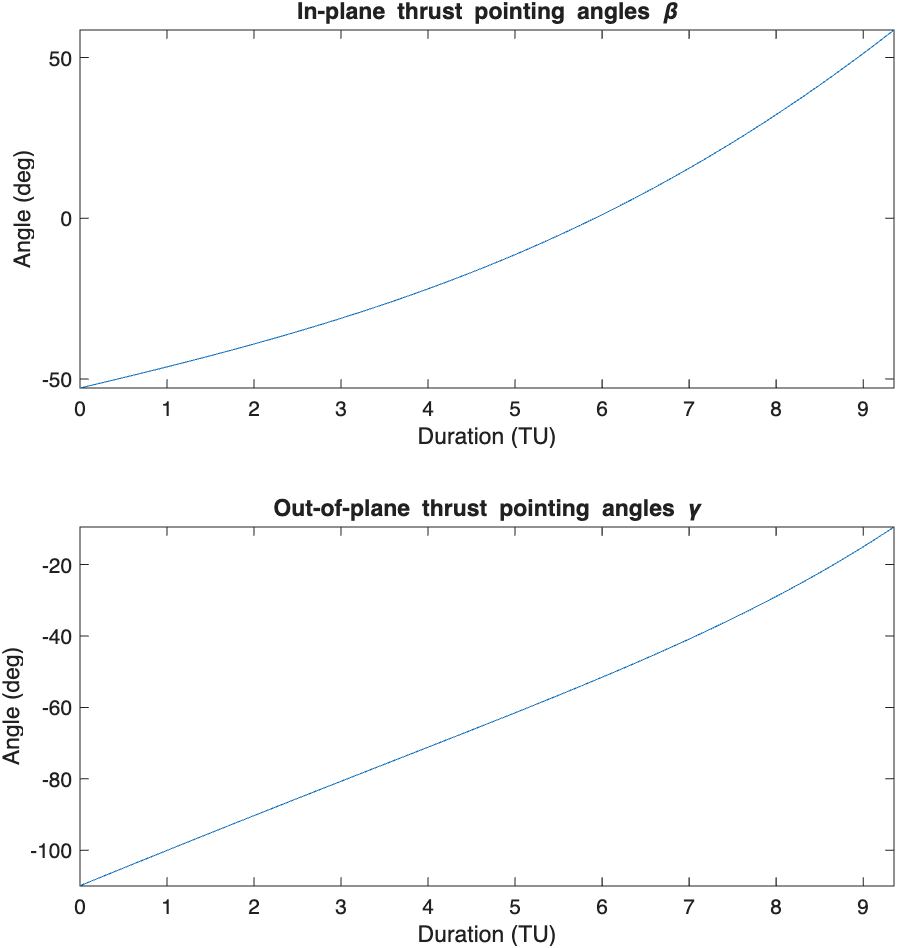 In-plane thrust pointing angles β
50
0
-50
Angle (deg)
0 1 2 3 4 5 6 7 8 9
Duration (TU)
Out-of-plane thrust pointing angles γ
-20
-40
-60
-80
-100
Angle (deg)
0 1 2 3 4 5 6 7 8 9
Duration (TU)